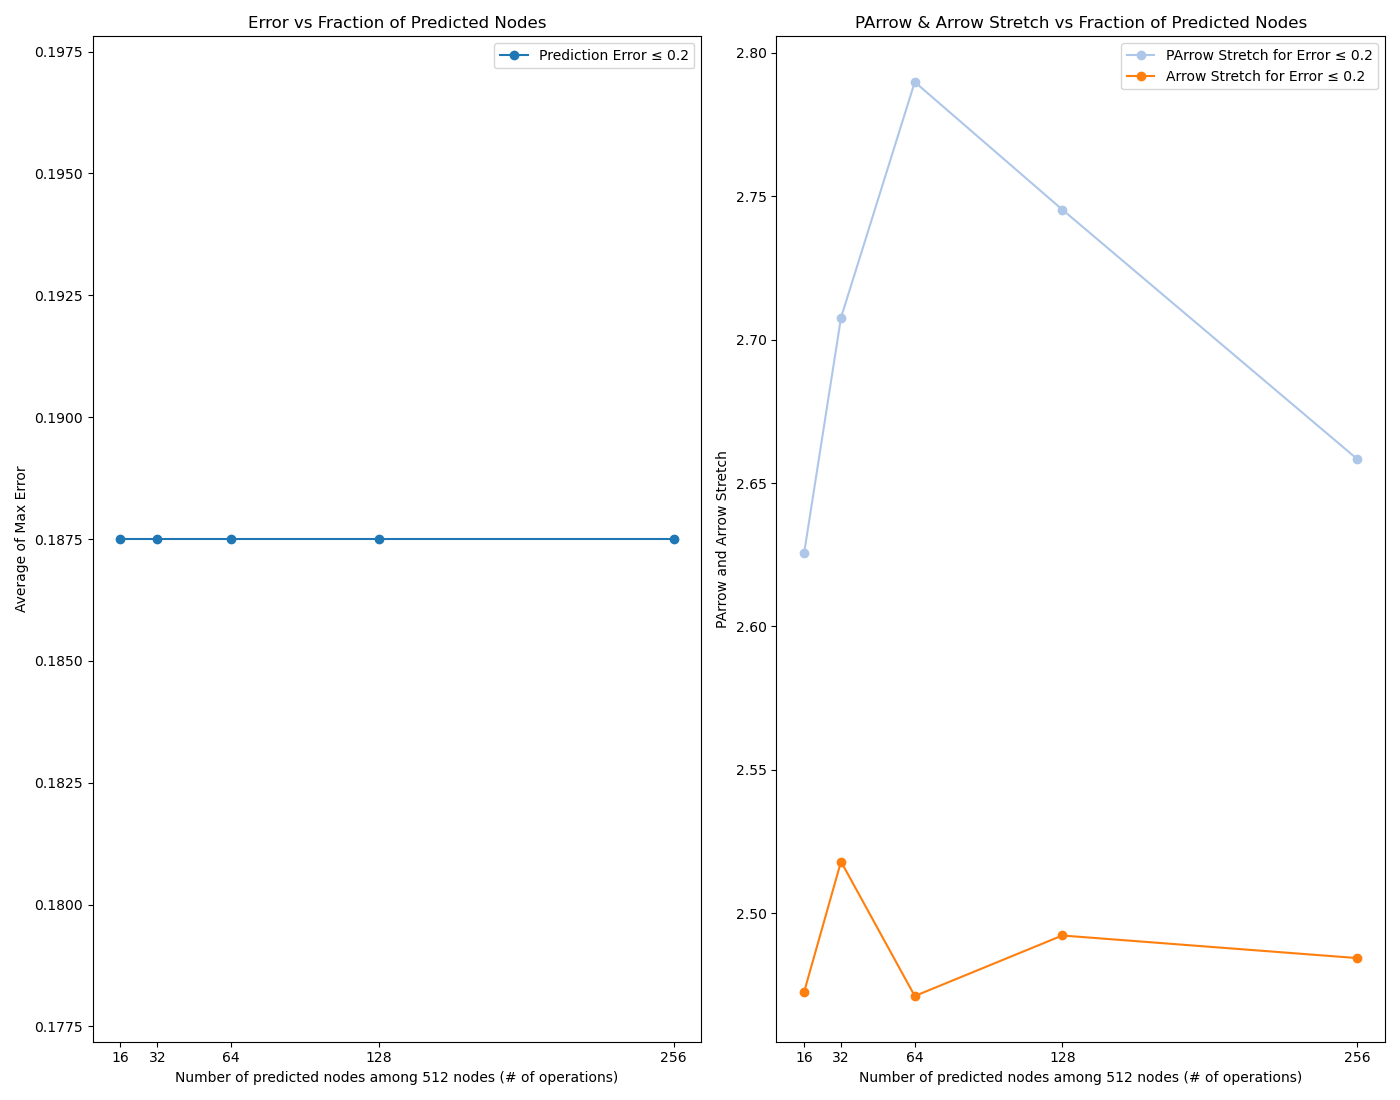 Error vs Fraction of Predicted Nodes
Prediction Error ≤ 0.2
0.1975
0.1950
0.1925
0.1900
0.1875
0.1850
0.1825
0.1800
0.1775
Average of Max Error
16 32 64 128 256
Number of predicted nodes among 512 nodes (# of operations)
PArrow & Arrow Stretch vs Fraction of Predicted Nodes
PArrow Stretch for Error ≤ 0.2
Arrow Stretch for Error ≤ 0.2
2.80
2.75
2.70
2.65
2.60
2.55
2.50
PArrow and Arrow Stretch
16 32 64 128 256
Number of predicted nodes among 512 nodes (# of operations)